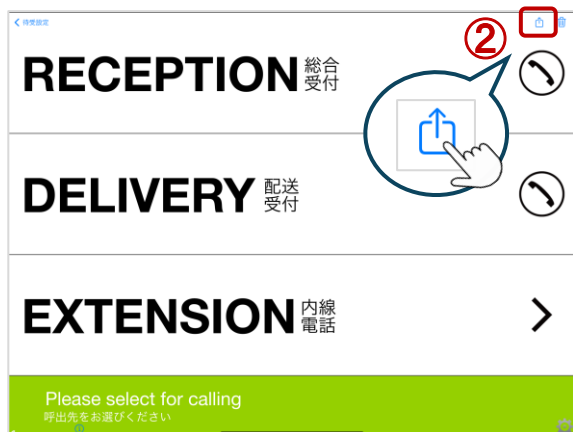 待受設定
②
RECEPTION 総合受付
DELIVERY 配送受付
EXTENSION 内線電話
Please select for calling
呼出先をお選びください